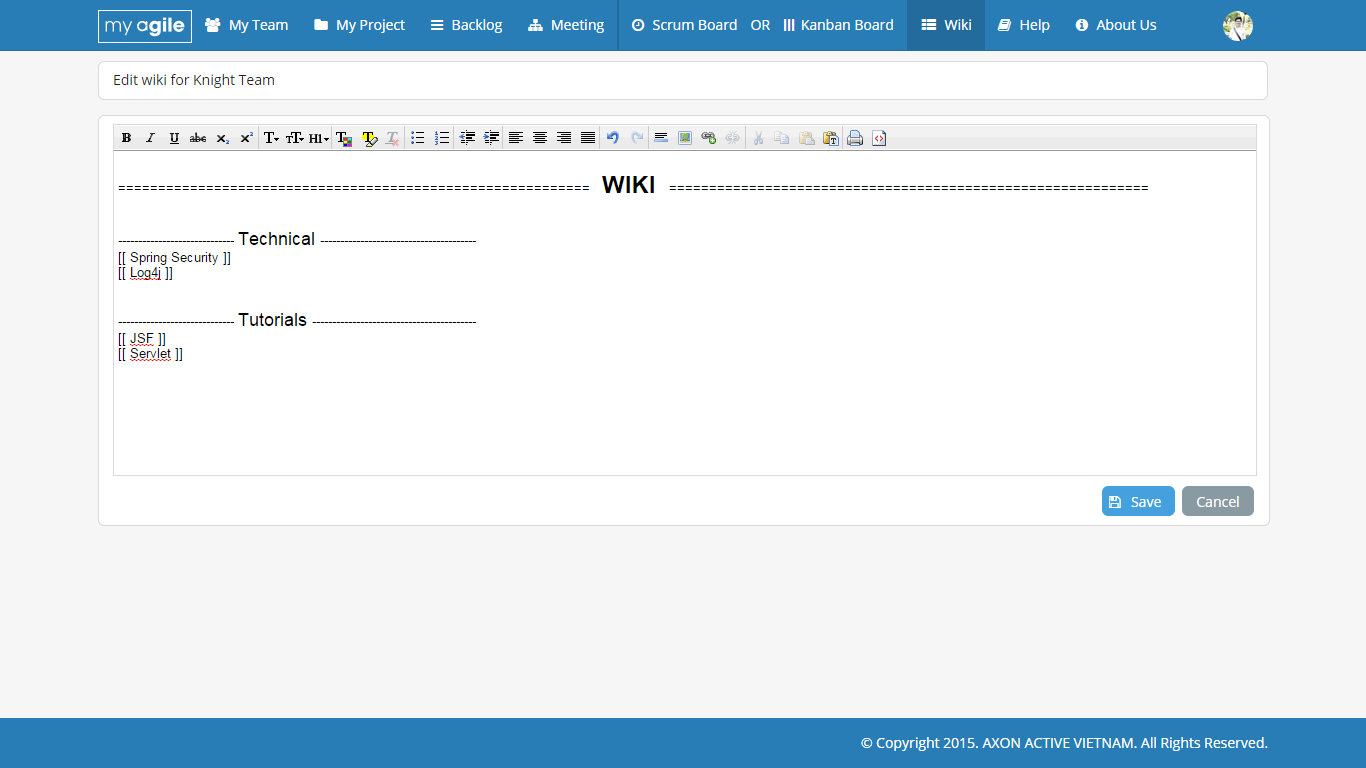 my agile My Team My Project Backlog Meeting Scrum Board OR Kanban Board Wiki Help About Us
Edit wiki for Knight Team
B I U abc X₂ X² T тT H1 T T T
=========================================================== WIKI ============================================================
----------------------------- Technical ---------------------------------------
[[ Spring Security ]]
[[ Log4j ]]
----------------------------- Tutorials -----------------------------------------
[[ JSF ]]
[[ Servlet ]]
Save Cancel
© Copyright 2015. AXON ACTIVE VIETNAM. All Rights Reserved.